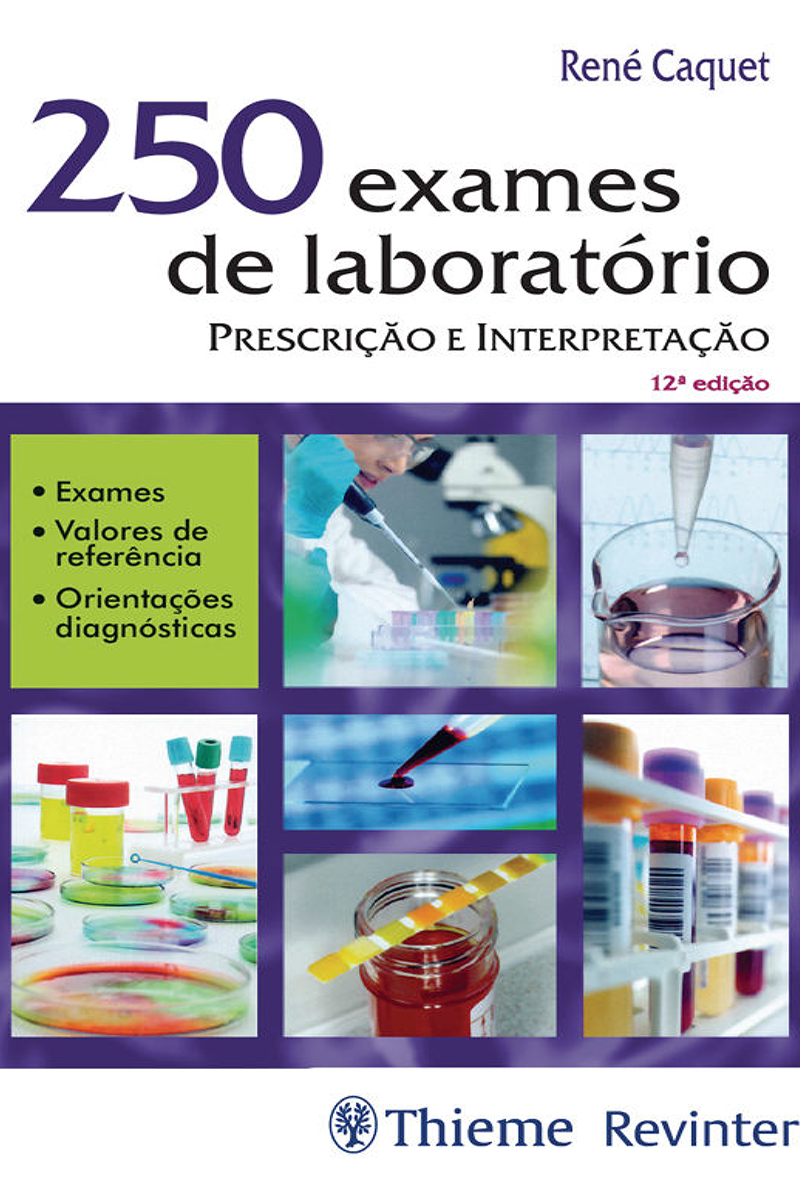 René Caquet
250 exames
de laboratório
PRESCRIÇÃO E INTERPRETAÇÃO
12ª edição
• Exames
• Valores de
referência
• Orientações
diagnósticas
Thieme Revinter